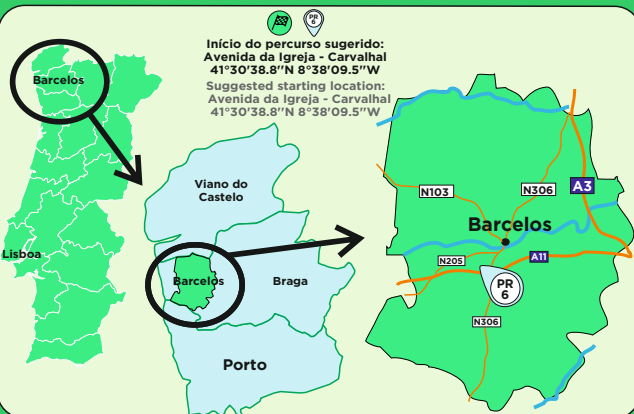 PR
6
Início do percurso sugerido:
Avenida da Igreja - Carvalhal
41°30'38.8''N 8°38'09.5''W
Suggested starting location:
Avenida da Igreja - Carvalhal
41°30'38.8''N 8°38'09.5''W
Barcelos
Lisboa
Viano do
Castelo
Barcelos
Braga
Porto
N103
N306
A3
Barcelos
N205
A11
PR
6
N306